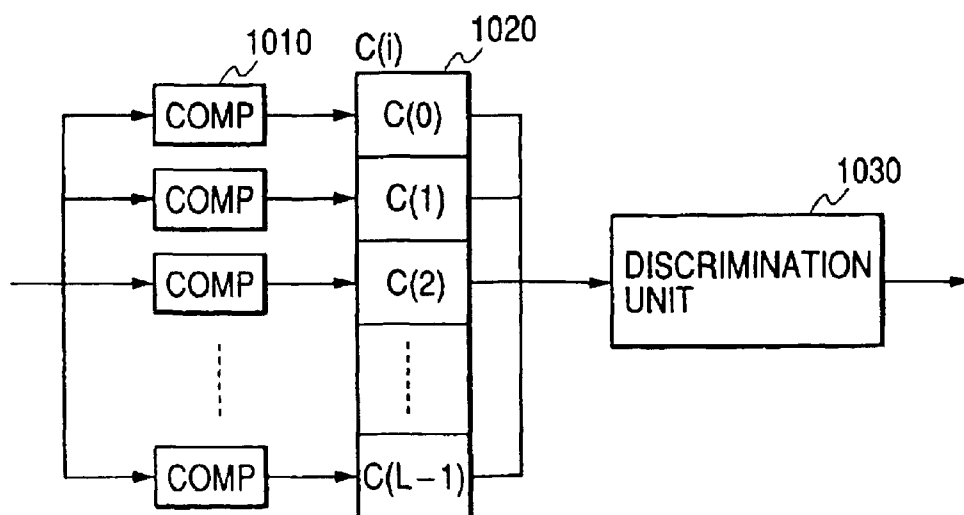 1010
C(i)
1020
COMP
C(0)
COMP
C(1)
1030
COMP
C(2)
DISCRIMINATION
UNIT
COMP
C(L-1)